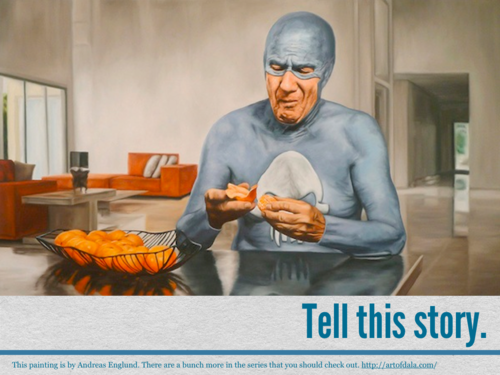 Tell this story.
This painting is by Andreas Englund. There are a bunch more in the series that you should check out. http://artofdala.com/